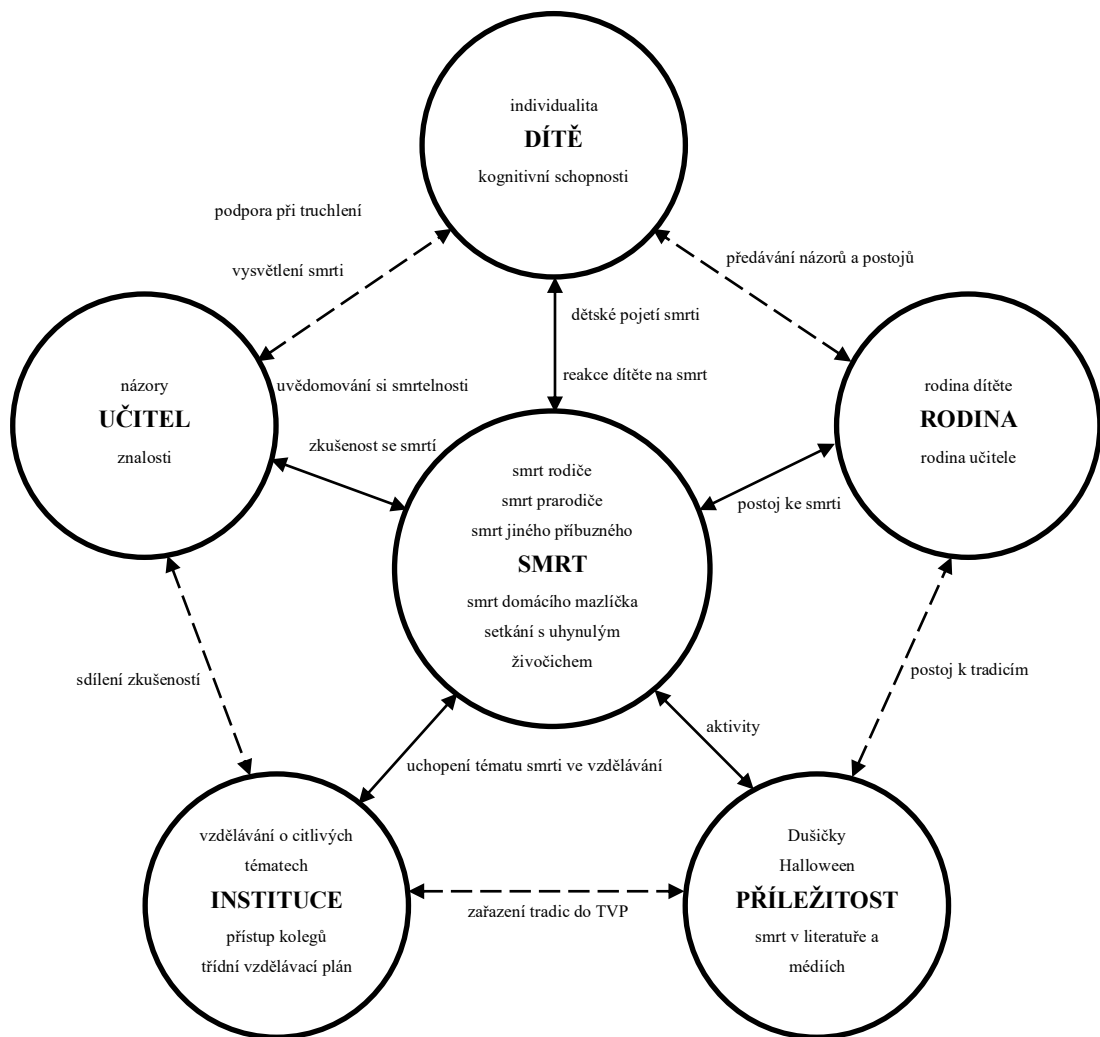 individualita
DÍTĚ
kognitivní schopnosti
podpora při truchlení
vysvětlení smrti
předávání názorů a postojů
dětské pojetí smrti
reakce dítěte na smrt
uvědomování si smrtelnosti
názory
UČITEL
znalosti
zkušenost se smrtí
rodina dítěte
RODINA
rodina učitele
smrt rodiče
smrt prarodiče
smrt jiného příbuzného
SMRT
smrt domácího mazlíčka
setkání s uhynulým
živočichem
postoj ke smrti
sdílení zkušeností
postoj k tradicím
aktivity
uchopení tématu smrti ve vzdělávání
vzdělávání o citlivých
tématech
INSTITUCE
přístup kolegů
třídní vzdělávací plán
zařazení tradic do TVP
Dušičky
Halloween
PŘÍLEŽITOST
smrt v literatuře a
médiích